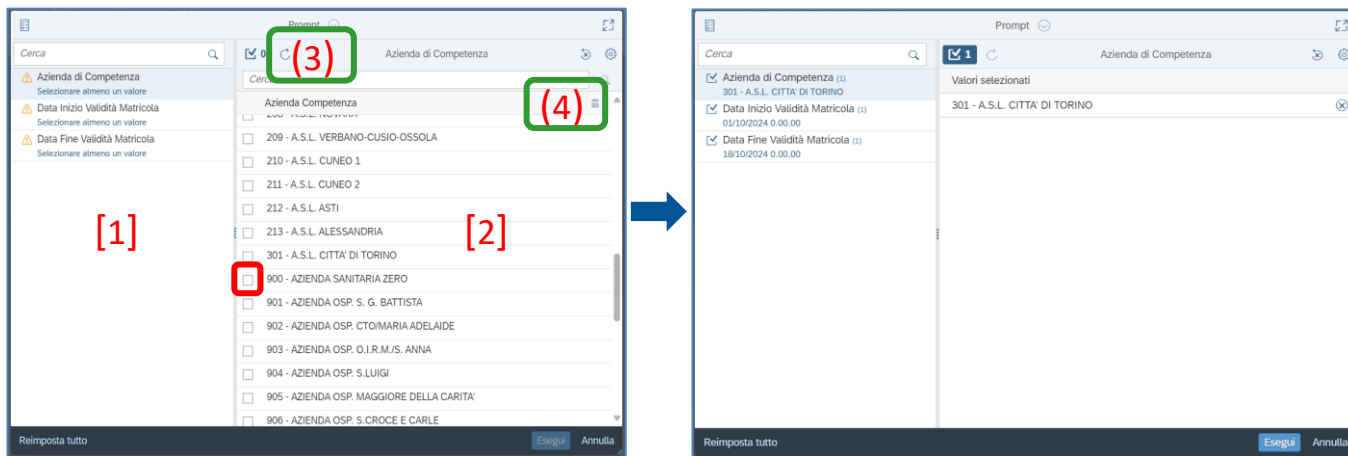 Prompt
Cerca
0
(3)
Azienda di Competenza
Azienda di Competenza
Selezionare almeno un valore
Data Inizio Validità Matricola
Selezionare almeno un valore
Data Fine Validità Matricola
Selezionare almeno un valore
[1]
Azienda Competenza
(4)
209 - A.S.L. VERBANO-CUSIO-OSSOLA
210 - A.S.L. CUNEO 1
211 - A.S.L. CUNEO 2
212 - A.S.L. ASTI
[2]
213 - A.S.L. ALESSANDRIA
301 - A.S.L. CITTA' DI TORINO
900 - AZIENDA SANITARIA ZERO
901 - AZIENDA OSP. S. G. BATTISTA
902 - AZIENDA OSP. CTO/MARIA ADELAIDE
903 - AZIENDA OSP. O.I.R.M./S. ANNA
904 - AZIENDA OSP. S.LUIGI
905 - AZIENDA OSP. MAGGIORE DELLA CARITA'
906 - AZIENDA OSP. S.CROCE E CARLE
Reimposta tutto
Esegui Annulla
Prompt
Cerca
1
Azienda di Competenza
Azienda di Competenza (1)
301 - A.S.L. CITTA' DI TORINO
Data Inizio Validità Matricola (1)
01/10/2024 0.00.00
Data Fine Validità Matricola (1)
18/10/2024 0.00.00
Valori selezionati
301 - A.S.L. CITTA' DI TORINO
Reimposta tutto
Esegui Annulla